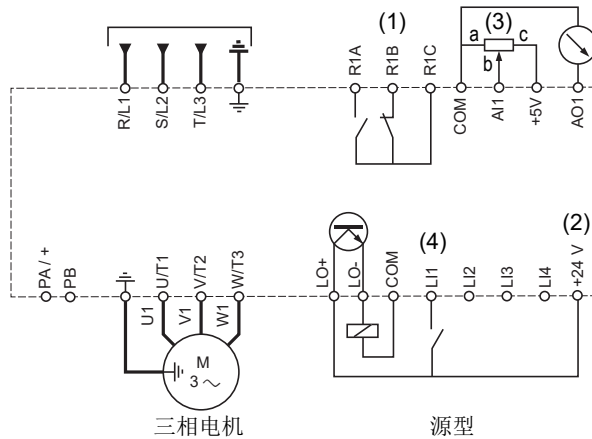 (1)
(3)
a
c
b
R/L1
S/L2
T/L3
R1A
R1B
R1C
COM
AI1
+5V
AO1
(4)
(2)
PA / +
PB
U/T1
V/T2
W/T3
LO+
LO-
COM
LI1
LI2
LI3
LI4
+24 V
U1
V1
W1
M
3 ~
三相电机
源型